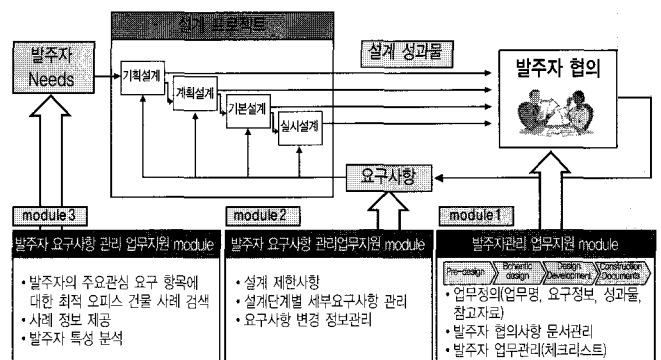 설계 프로젝트
발주자
Needs
기획설계
계획설계
기본설계
실시설계
설계 성과물
발주자 협의
요구사항
module3
발주자 요구사항 관리 업무지원 module
• 발주자의 주요관심 요구 항목에
대한 최적 오피스 건물 사례 검색
• 사례 정보 제공
• 발주자 특성 분석
module2
발주자 요구사항 관리업무지원 module
• 설계 제한사항
• 설계단계별 세부요구사항 관리
• 요구사항 변경 정보관리
module1
발주자관리 업무지원 module
Pre-design
Schentic design
Design Development
Construction Documents
• 업무정의(업무명, 요구정보, 성과물,
참고자료)
• 발주자 협의사항 문서관리
• 발주자 업무관리(체크리스트)